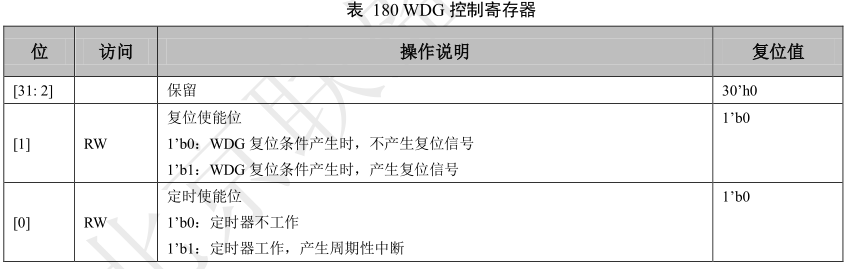 表 180 WDG 控制寄存器
位 访问 操作说明 复位值
[31: 2] 保留 30’h0
复位使能位 1’b0
[1] RW 1’b0：WDG 复位条件产生时，不产生复位信号
1’b1：WDG 复位条件产生时，产生复位信号
定时使能位 1’b0
[0] RW 1’b0：定时器不工作
1’b1：定时器工作，产生周期性中断
北京联